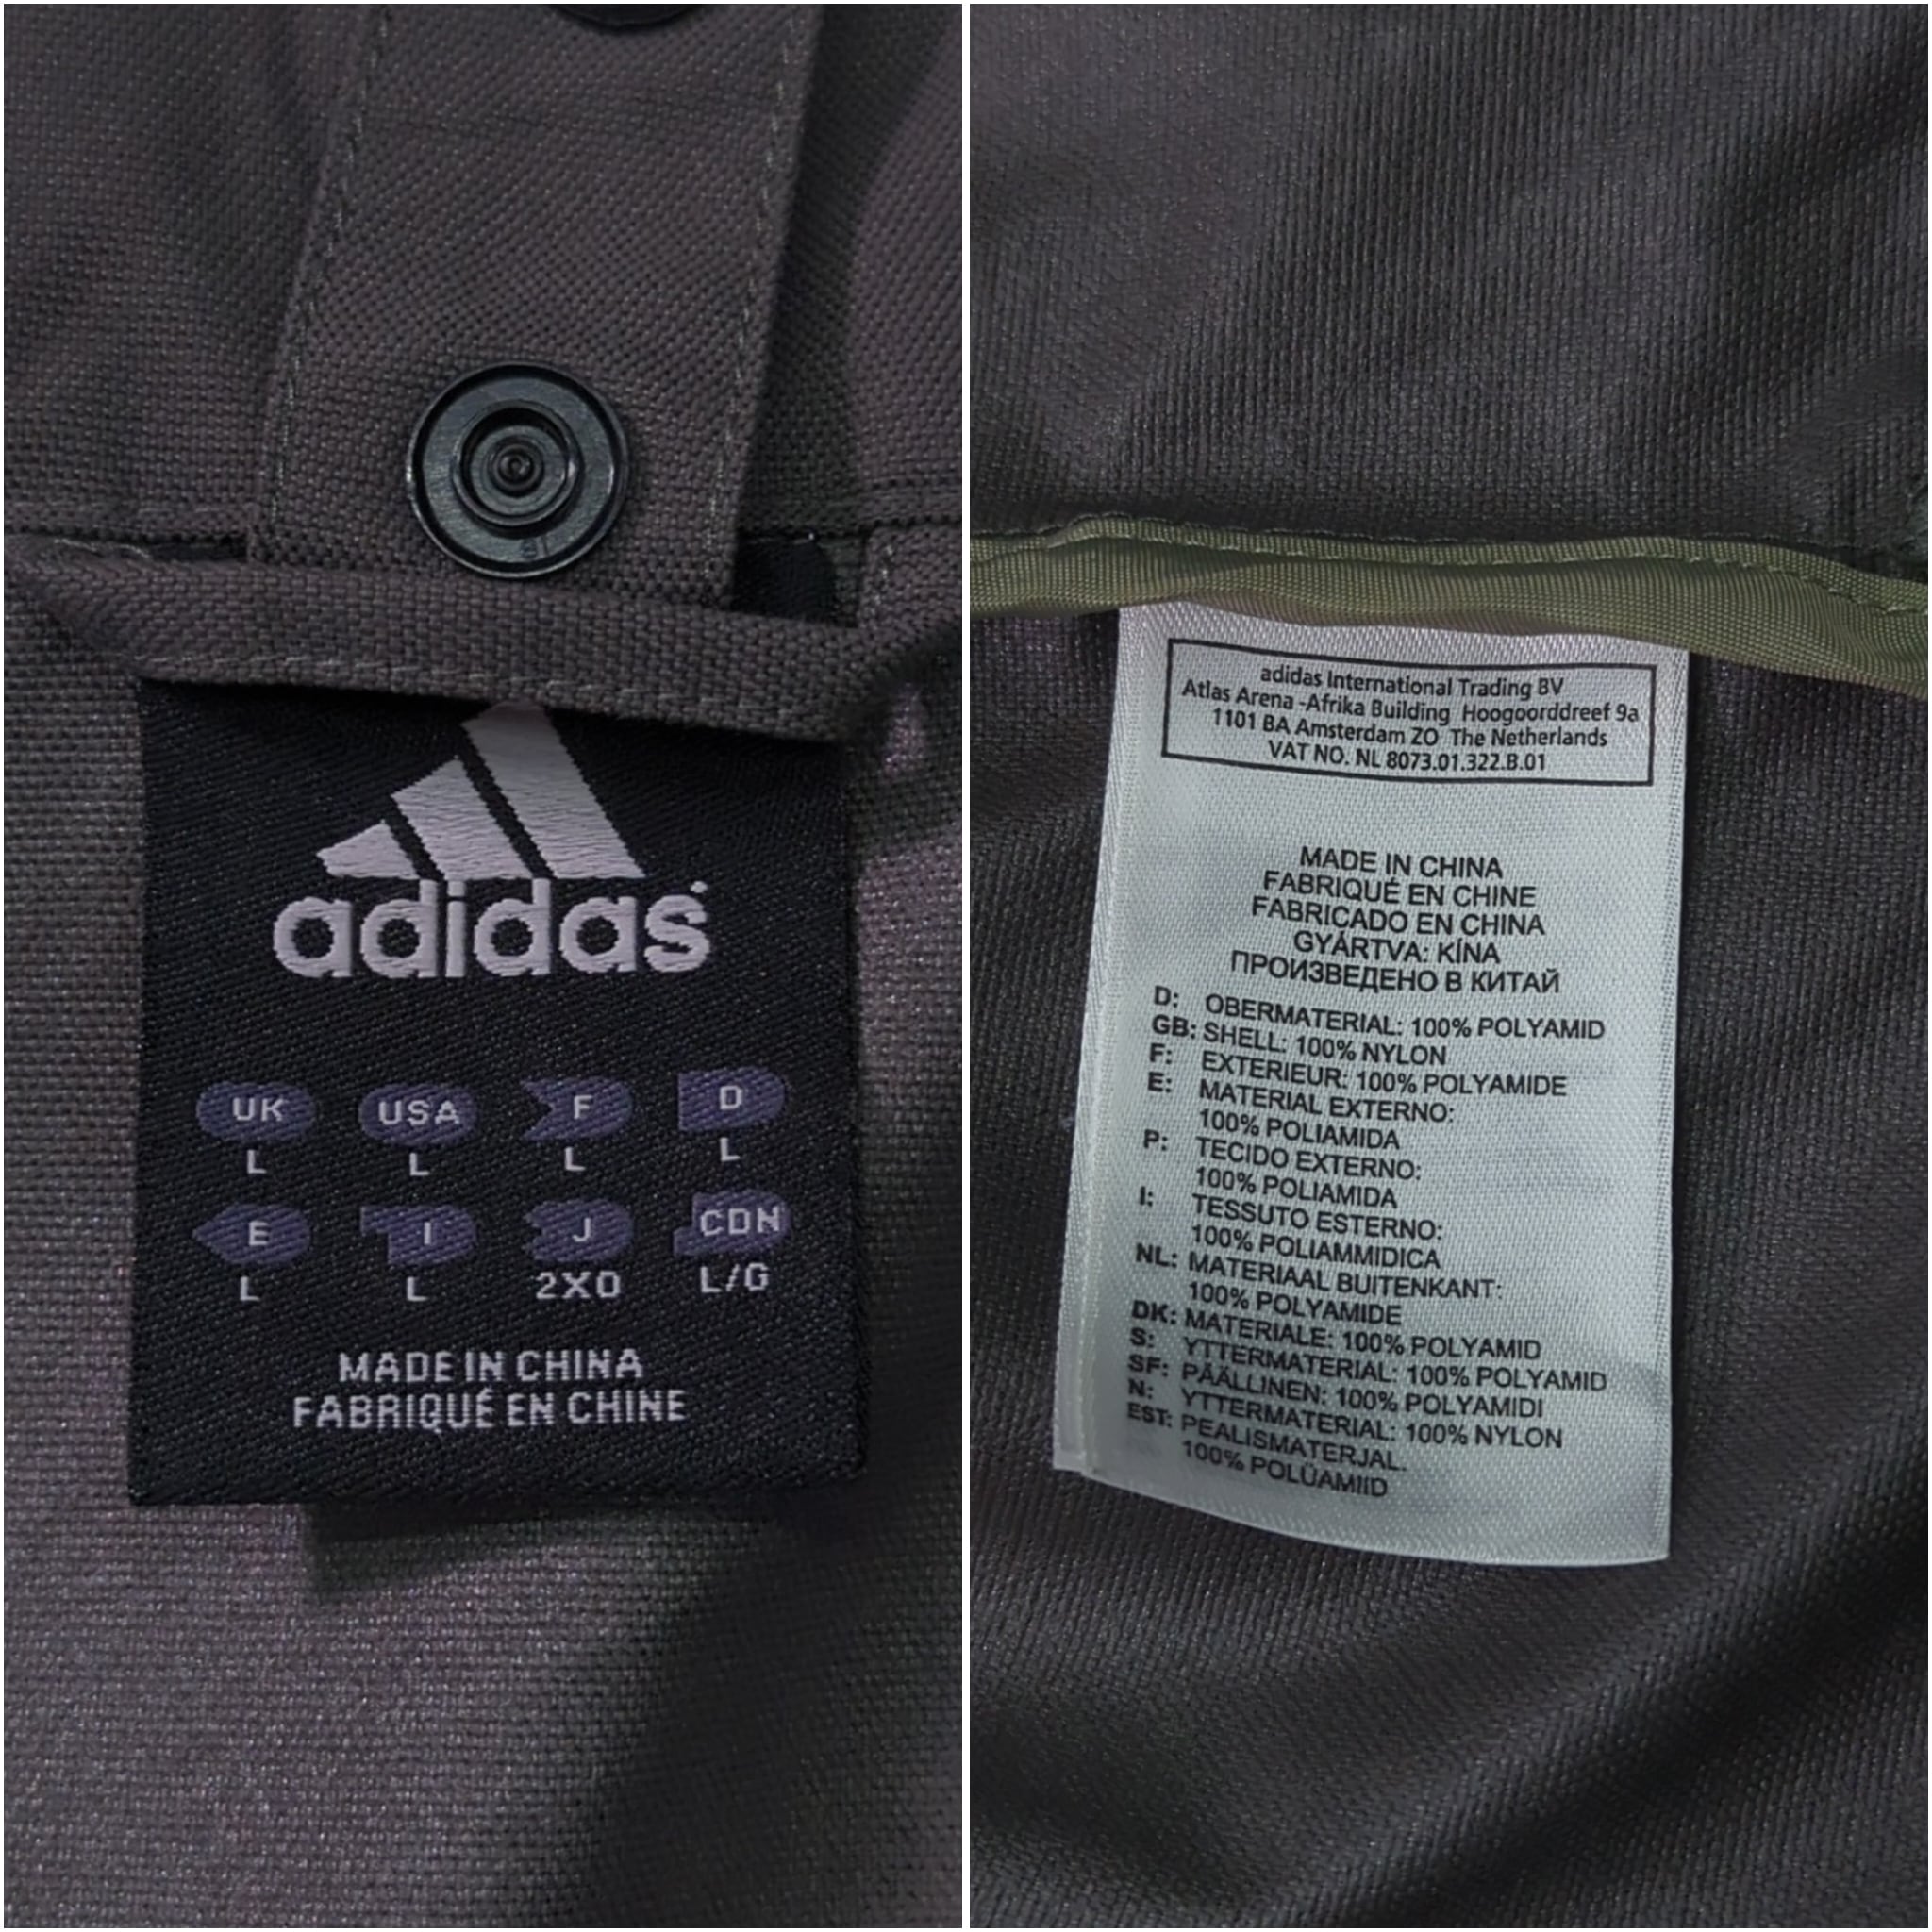 adidas
UK USA F D
L L L L
E I J CDN
L L 2XO L/G
MADE IN CHINA
FABRIQUÉ EN CHINE
adidas International Trading BV
Atlas Arena -Afrika Building Hoogoorddreef 9a
1101 BA Amsterdam ZO The Netherlands
VAT NO. NL 8073.01.322.B.01
MADE IN CHINA
FABRIQUÉ EN CHINE
FABRICADO EN CHINA
GYÁRTVA: KÍNA
ПРОИЗВЕДЕНО В КИТАЙ
D: OBERMATERIAL: 100% POLYAMID
GB: SHELL: 100% NYLON
F: EXTERIEUR: 100% POLYAMIDE
E: MATERIAL EXTERNO:
100% POLIAMIDA
P: TECIDO EXTERNO:
100% POLIAMIDA
I: TESSUTO ESTERNO:
100% POLIAMMIDICA
NL: MATERIAAL BUITENKANT:
100% POLYAMIDE
DK: MATERIALE: 100% POLYAMID
S: YTTERMATERIAL: 100% POLYAMID
SF: PÄÄLLINEN: 100% POLYAMIDI
N: YTTERMATERIAL: 100% NYLON
EST: PEALISMATERJAL.
100% POLÜAMIID